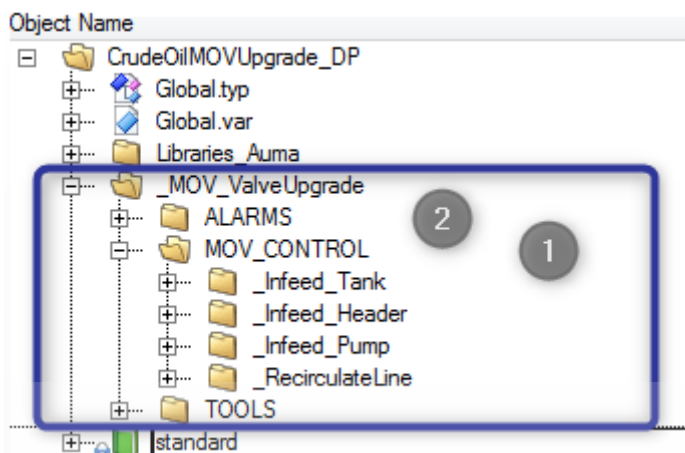 Object Name
CrudeOilMOVUpgrade_DP
Global.typ
Global.var
Libraries_Auma
_MOV_ValveUpgrade
ALARMS
2
MOV_CONTROL
1
_Infeed_Tank
_Infeed_Header
_Infeed_Pump
_RecirculateLine
TOOLS
standard